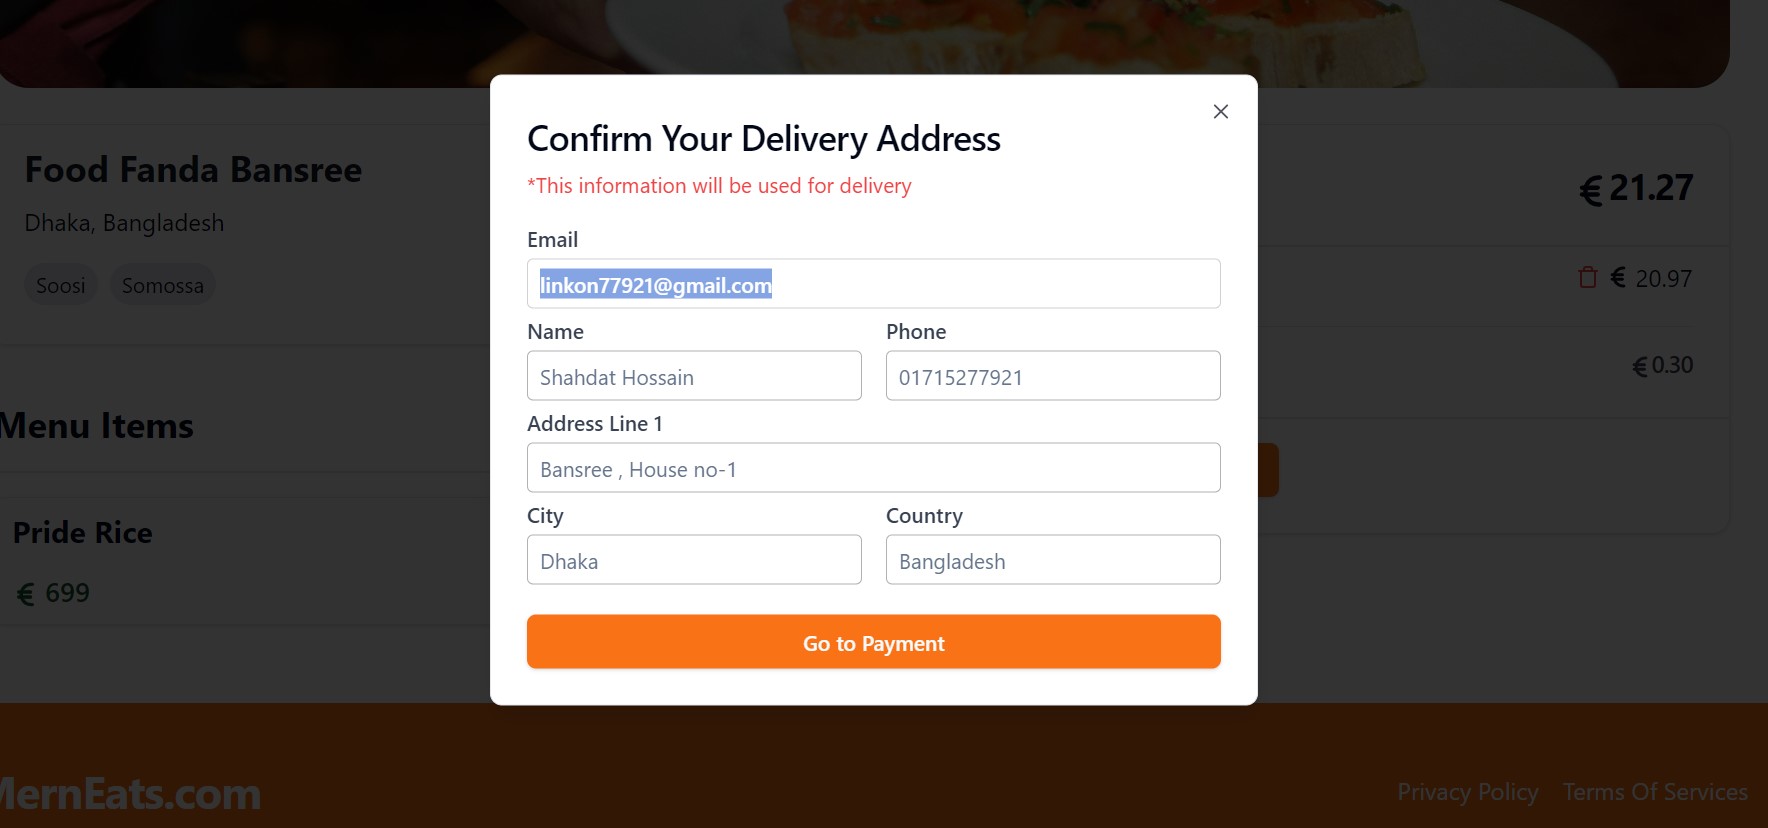 Confirm Your Delivery Address
*This information will be used for delivery
Email
linkon77921@gmail.com
Name
Phone
Shahdat Hossain
01715277921
Address Line 1
Bansree , House no-1
City
Country
Dhaka
Bangladesh
Go to Payment
Food Fanda Bansree
Dhaka, Bangladesh
Soosi
Somossa
Menu Items
Pride Rice
€ 699
€ 21.27
€ 20.97
€ 0.30
MernEats.com
Privacy Policy
Terms Of Services